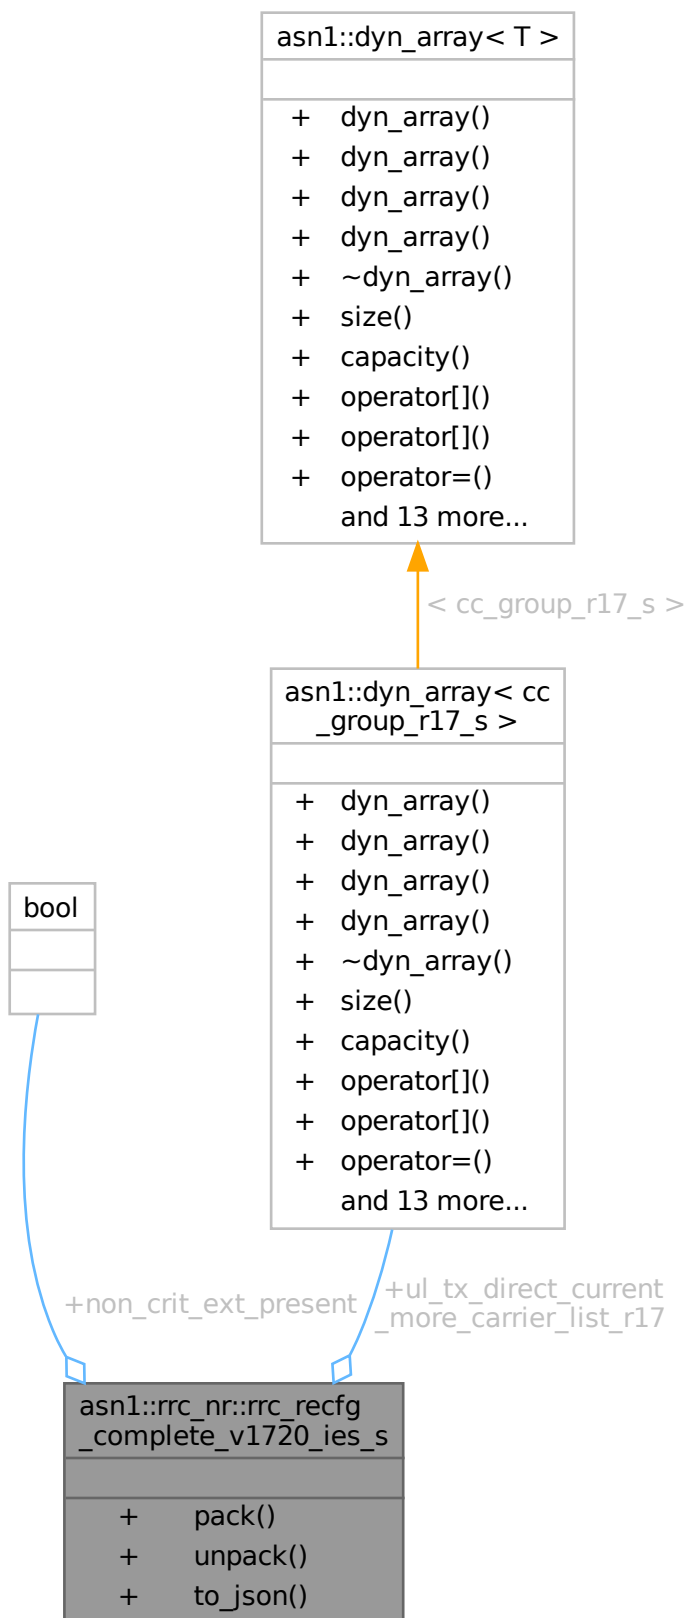 asn1::dyn_array< T >
+ dyn_array()
+ dyn_array()
+ dyn_array()
+ dyn_array()
+ ~dyn_array()
+ size()
+ capacity()
+ operator[]()
+ operator[]()
+ operator=()
and 13 more...
< cc_group_r17_s >
asn1::dyn_array< cc
_group_r17_s >
+ dyn_array()
+ dyn_array()
+ dyn_array()
+ dyn_array()
+ ~dyn_array()
+ size()
+ capacity()
+ operator[]()
+ operator[]()
+ operator=()
and 13 more...
bool
+non_crit_ext_present
+ul_tx_direct_current
_more_carrier_list_r17
asn1::rrc_nr::rrc_recfg
_complete_v1720_ies_s
+ pack()
+ unpack()
+ to_json()